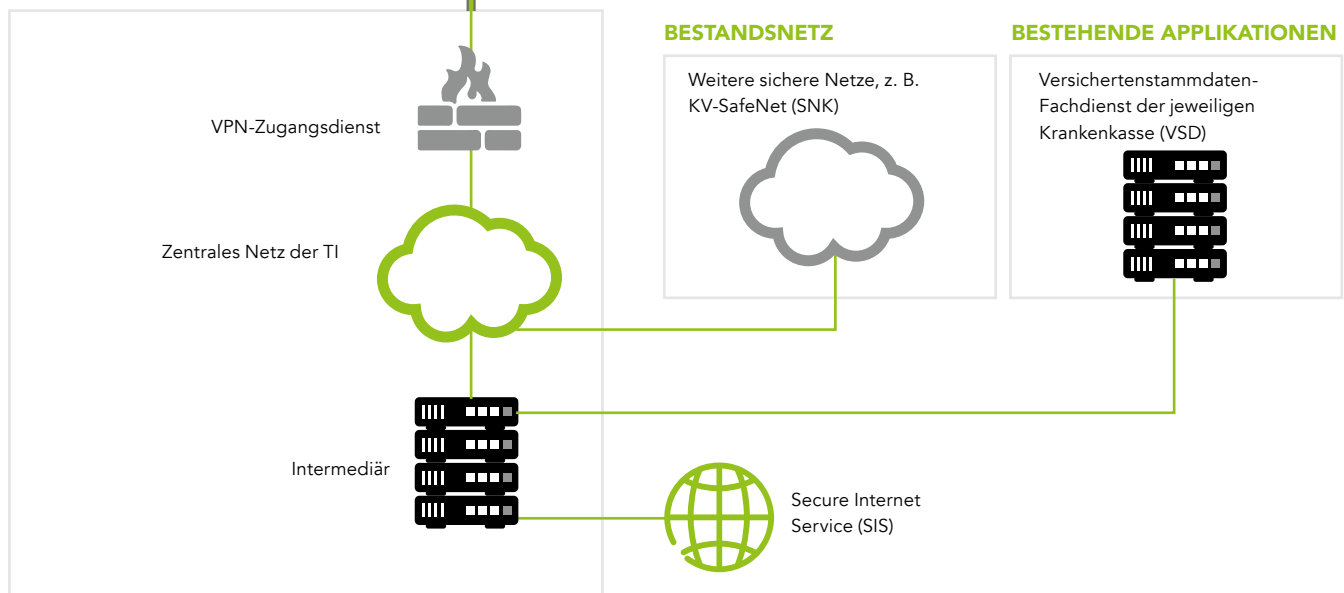 BESTANDSNETZ
BESTEHENDE APPLIKATIONEN
Weitere sichere Netze, z. B.
KV-SafeNet (SNK)
Versichertenstammdaten-
Fachdienst der jeweiligen
Krankenkasse (VSD)
VPN-Zugangsdienst
Zentrales Netz der TI
Intermediär
Secure Internet
Service (SIS)